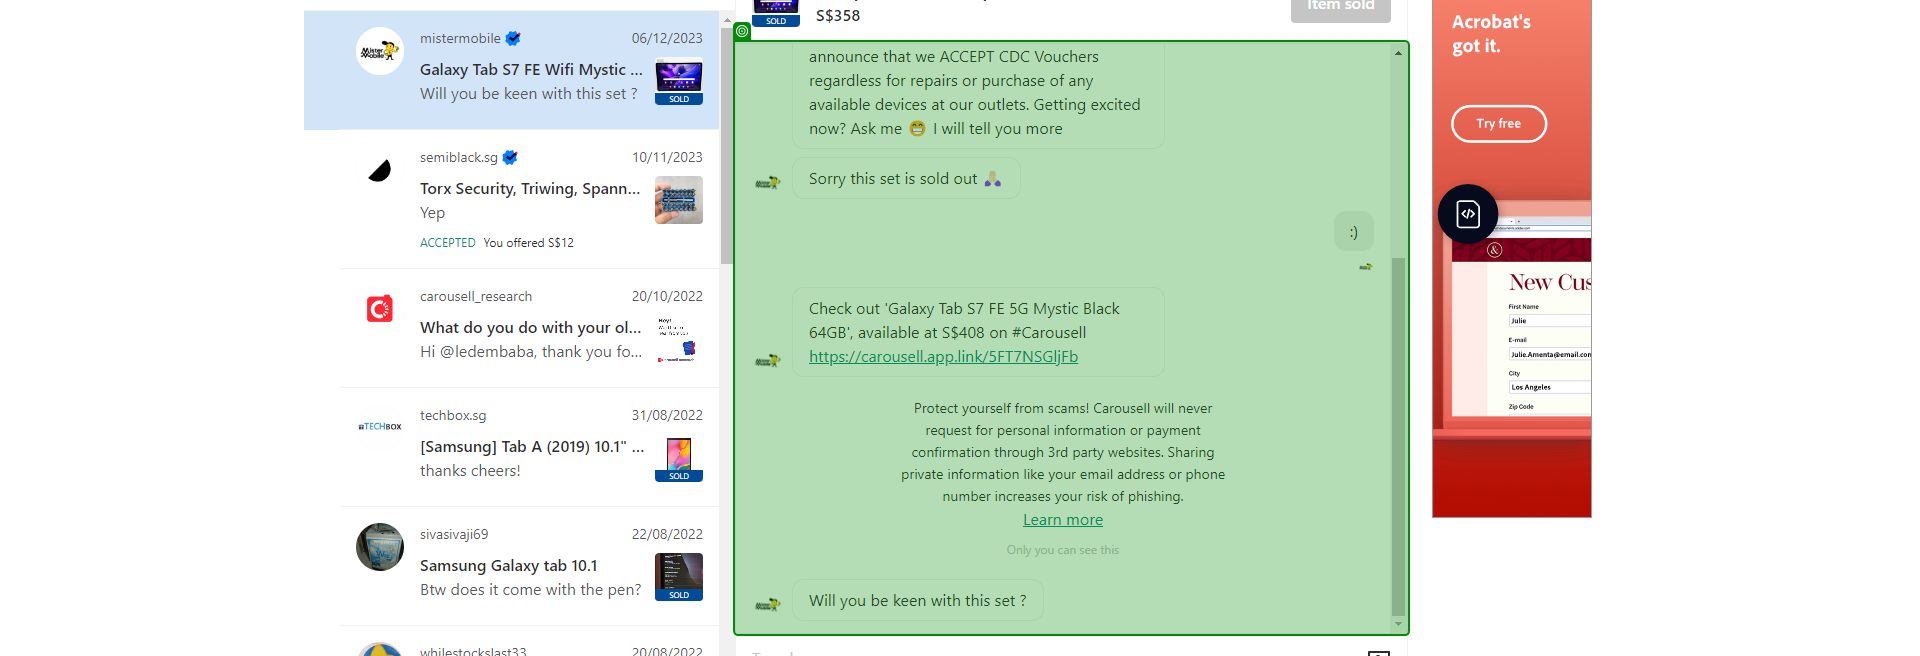 mistermobile
06/12/2023
Galaxy Tab S7 FE Wifi Mystic ...
Will you be keen with this set ?
SOLD
semiblack.sg
10/11/2023
Torx Security, Triwing, Spann...
Yep
ACCEPTED You offered S$12
carousell_research
20/10/2022
What do you do with your ol...
Hi @ledembaba, thank you fo...
techbox.sg
31/08/2022
TECHBOX
[Samsung] Tab A (2019) 10.1" ...
thanks cheers!
SOLD
sivasivaji69
22/08/2022
Samsung Galaxy tab 10.1
Btw does it come with the pen?
SOLD
whilestockslast33
20/08/2022
SOLD
S$358
Item sold
announce that we ACCEPT CDC Vouchers
regardless for repairs or purchase of any
available devices at our outlets. Getting excited
now? Ask me 😁 I will tell you more
Sorry this set is sold out 🙏🏼
:)
Check out 'Galaxy Tab S7 FE 5G Mystic Black
64GB', available at S$408 on #Carousell
https://carousell.app.link/5FT7NSGljFb
Protect yourself from scams! Carousell will never
request for personal information or payment
confirmation through 3rd party websites. Sharing
private information like your email address or phone
number increases your risk of phishing.
Learn more
Only you can see this
Will you be keen with this set ?
Acrobat's
got it.
Try free
New Cus
First Name
Julie
E-mail
Julie.Amenta@email.com
City
Los Angeles
Zip Code